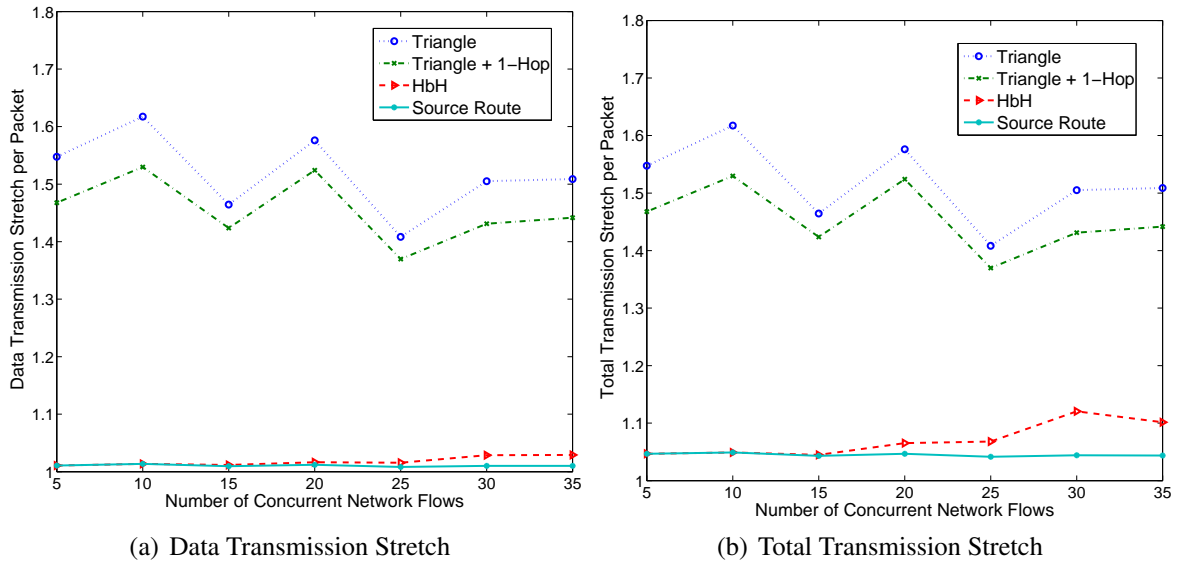 Data Transmission Stretch per Packet
1.8
1.7
1.6
1.5
1.4
1.3
1.2
1.1
1
5
10
15
20
25
30
35
Number of Concurrent Network Flows
Triangle
Triangle + 1−Hop
HbH
Source Route
(a) Data Transmission Stretch
Total Transmission Stretch per Packet
1.8
1.7
1.6
1.5
1.4
1.3
1.2
1.1
1
5
10
15
20
25
30
35
Number of Concurrent Network Flows
Triangle
Triangle + 1−Hop
HbH
Source Route
(b) Total Transmission Stretch